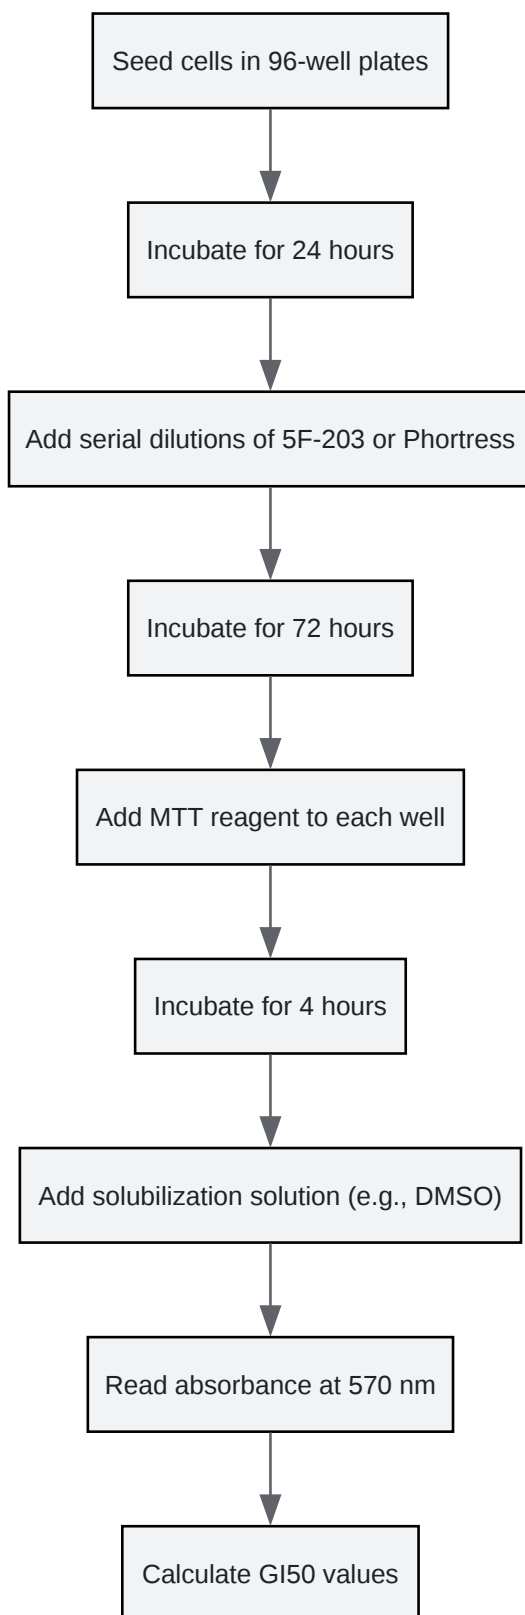 Seed cells in 96-well plates
Incubate for 24 hours
Add serial dilutions of 5F-203 or Phortress
Incubate for 72 hours
Add MTT reagent to each well
Incubate for 4 hours
Add solubilization solution (e.g., DMSO)
Read absorbance at 570 nm
Calculate GI50 values